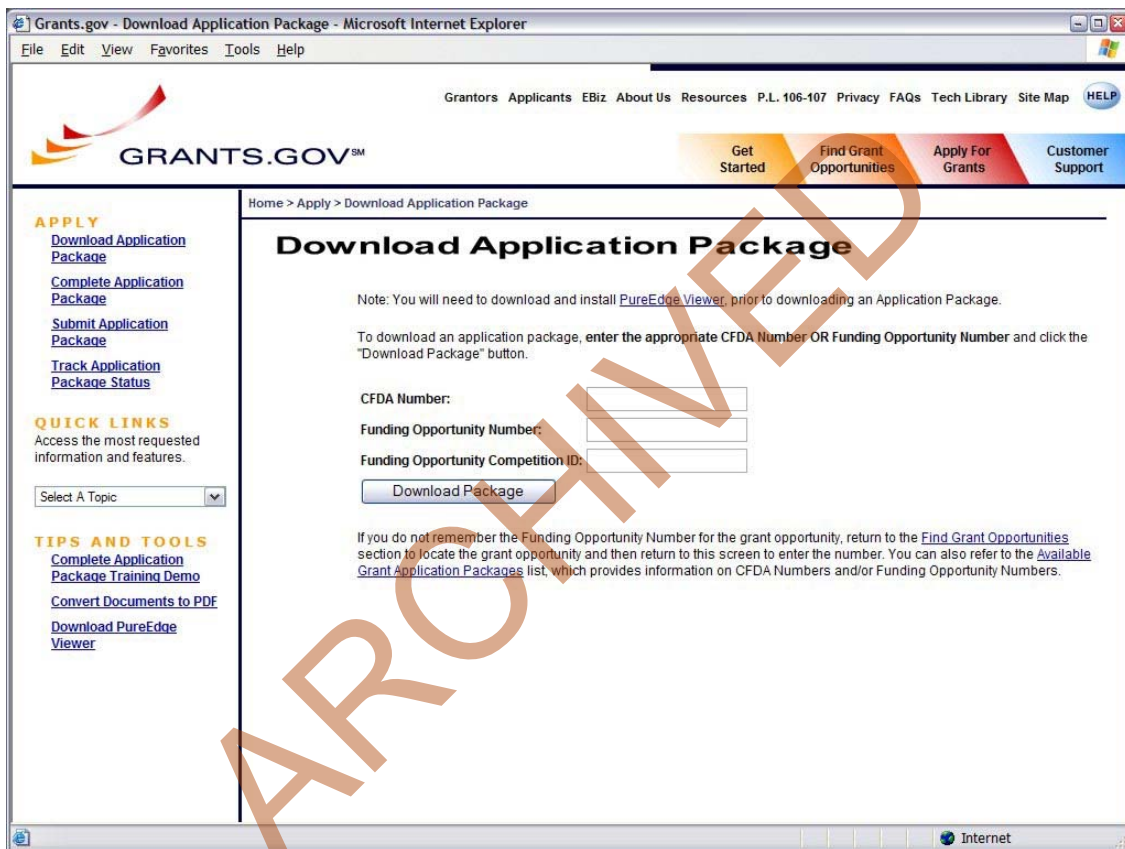 Grants.gov - Download Application Package - Microsoft Internet Explorer
File Edit View Favorites Tools Help
Grantors Applicants EBiz About Us Resources P.L. 106-107 Privacy FAQs Tech Library Site Map HELP
GRANTS.GOV℠
Get Started
Find Grant Opportunities
Apply For Grants
Customer Support
Home > Apply > Download Application Package
APPLY
Download Application
Package
Complete Application
Package
Submit Application
Package
Track Application
Package Status
QUICK LINKS
Access the most requested
information and features.
Select A Topic
TIPS AND TOOLS
Complete Application
Package Training Demo
Convert Documents to PDF
Download PureEdge
Viewer
Download Application Package
Note: You will need to download and install PureEdge Viewer, prior to downloading an Application Package.
To download an application package, enter the appropriate CFDA Number OR Funding Opportunity Number and click the
"Download Package" button.
CFDA Number:
Funding Opportunity Number:
Funding Opportunity Competition ID:
Download Package
If you do not remember the Funding Opportunity Number for the grant opportunity, return to the Find Grant Opportunities
section to locate the grant opportunity and then return to this screen to enter the number. You can also refer to the Available
Grant Application Packages list, which provides information on CFDA Numbers and/or Funding Opportunity Numbers.
ARCHIVED
Internet